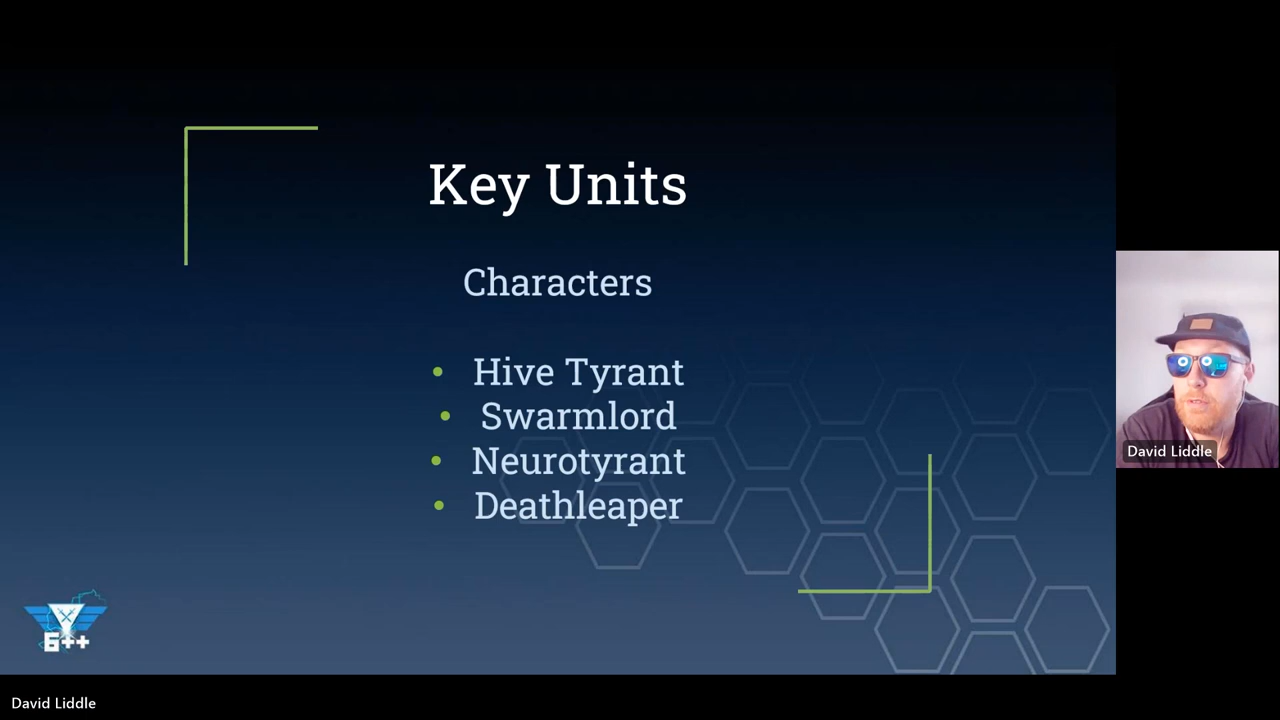 Key Units
Characters
• Hive Tyrant
• Swarmlord
• Neurotyrant
• Deathleaper
6++
David Liddle
David Liddle